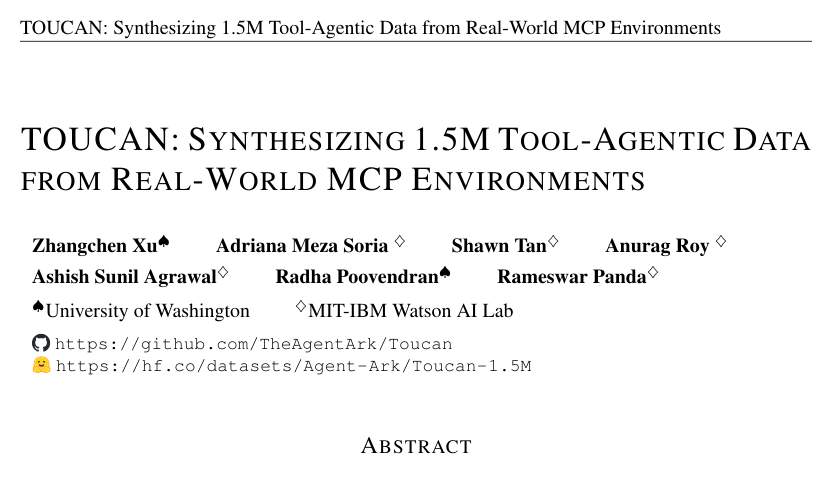 TOUCAN: Synthesizing 1.5M Tool-Agentic Data from Real-World MCP Environments
TOUCAN: SYNTHESIZING 1.5M TOOL-AGENTIC DATA
FROM REAL-WORLD MCP ENVIRONMENTS
Zhangchen Xu♠ Adriana Meza Soria ♢ Shawn Tan♢ Anurag Roy ♢
Ashish Sunil Agrawal♢ Radha Poovendran♠ Rameswar Panda♢
♠University of Washington ♢MIT-IBM Watson AI Lab
https://github.com/TheAgentArk/Toucan
https://hf.co/datasets/Agent-Ark/Toucan-1.5M
ABSTRACT